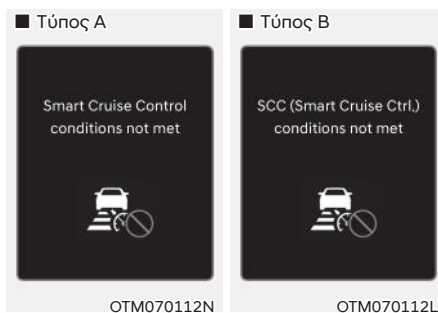 ■ Τύπος A
Smart Cruise Control
conditions not met
OTM070112N
■ Τύπος B
SCC (Smart Cruise Ctrl.)
conditions not met
OTM070112L